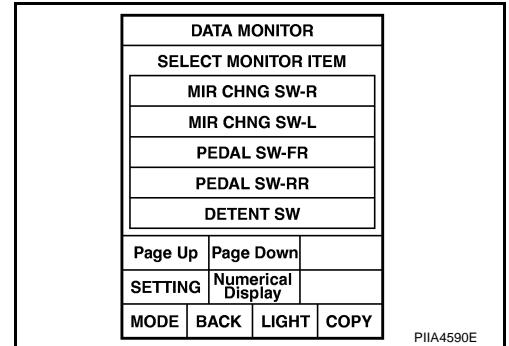 DATA MONITOR
SELECT MONITOR ITEM
MIR CHNG SW-R
MIR CHNG SW-L
PEDAL SW-FR
PEDAL SW-RR
DETENT SW
Page Up Page Down
SETTING Numerical Display
MODE BACK LIGHT COPY
PIIA4590E